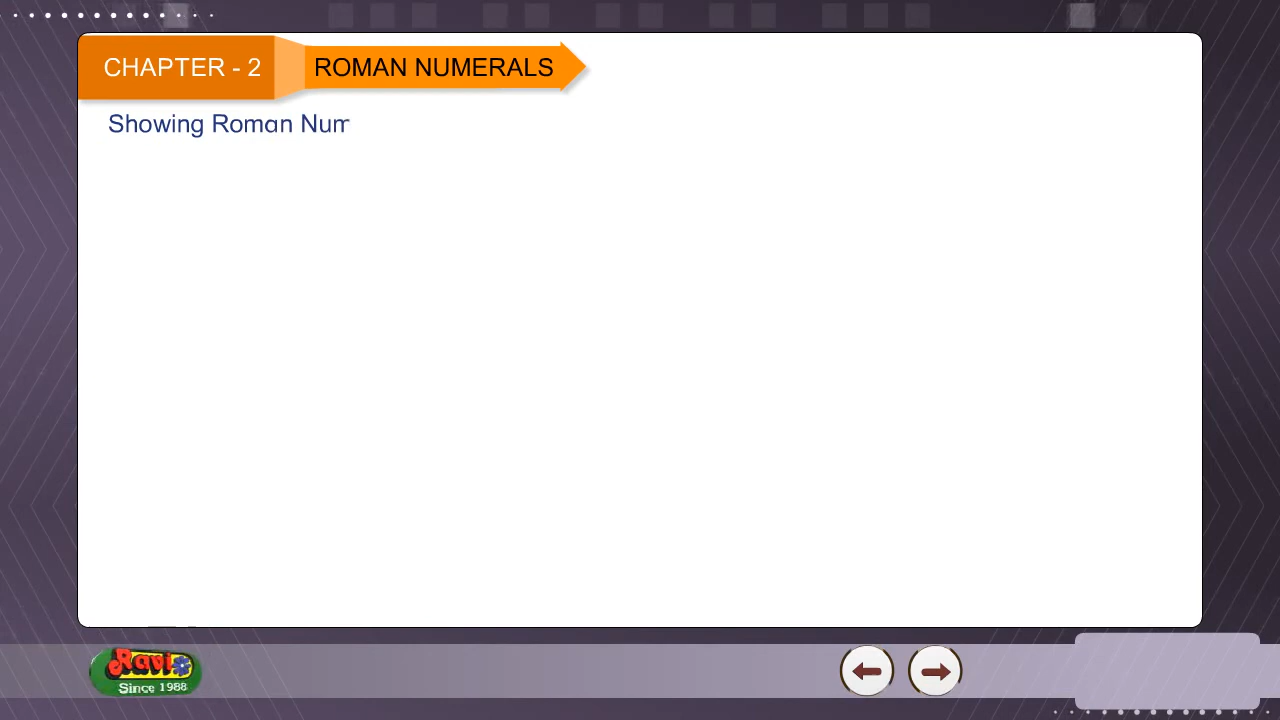 CHAPTER - 2
ROMAN NUMERALS
Showing Roman Num
Ravi
Since 1988